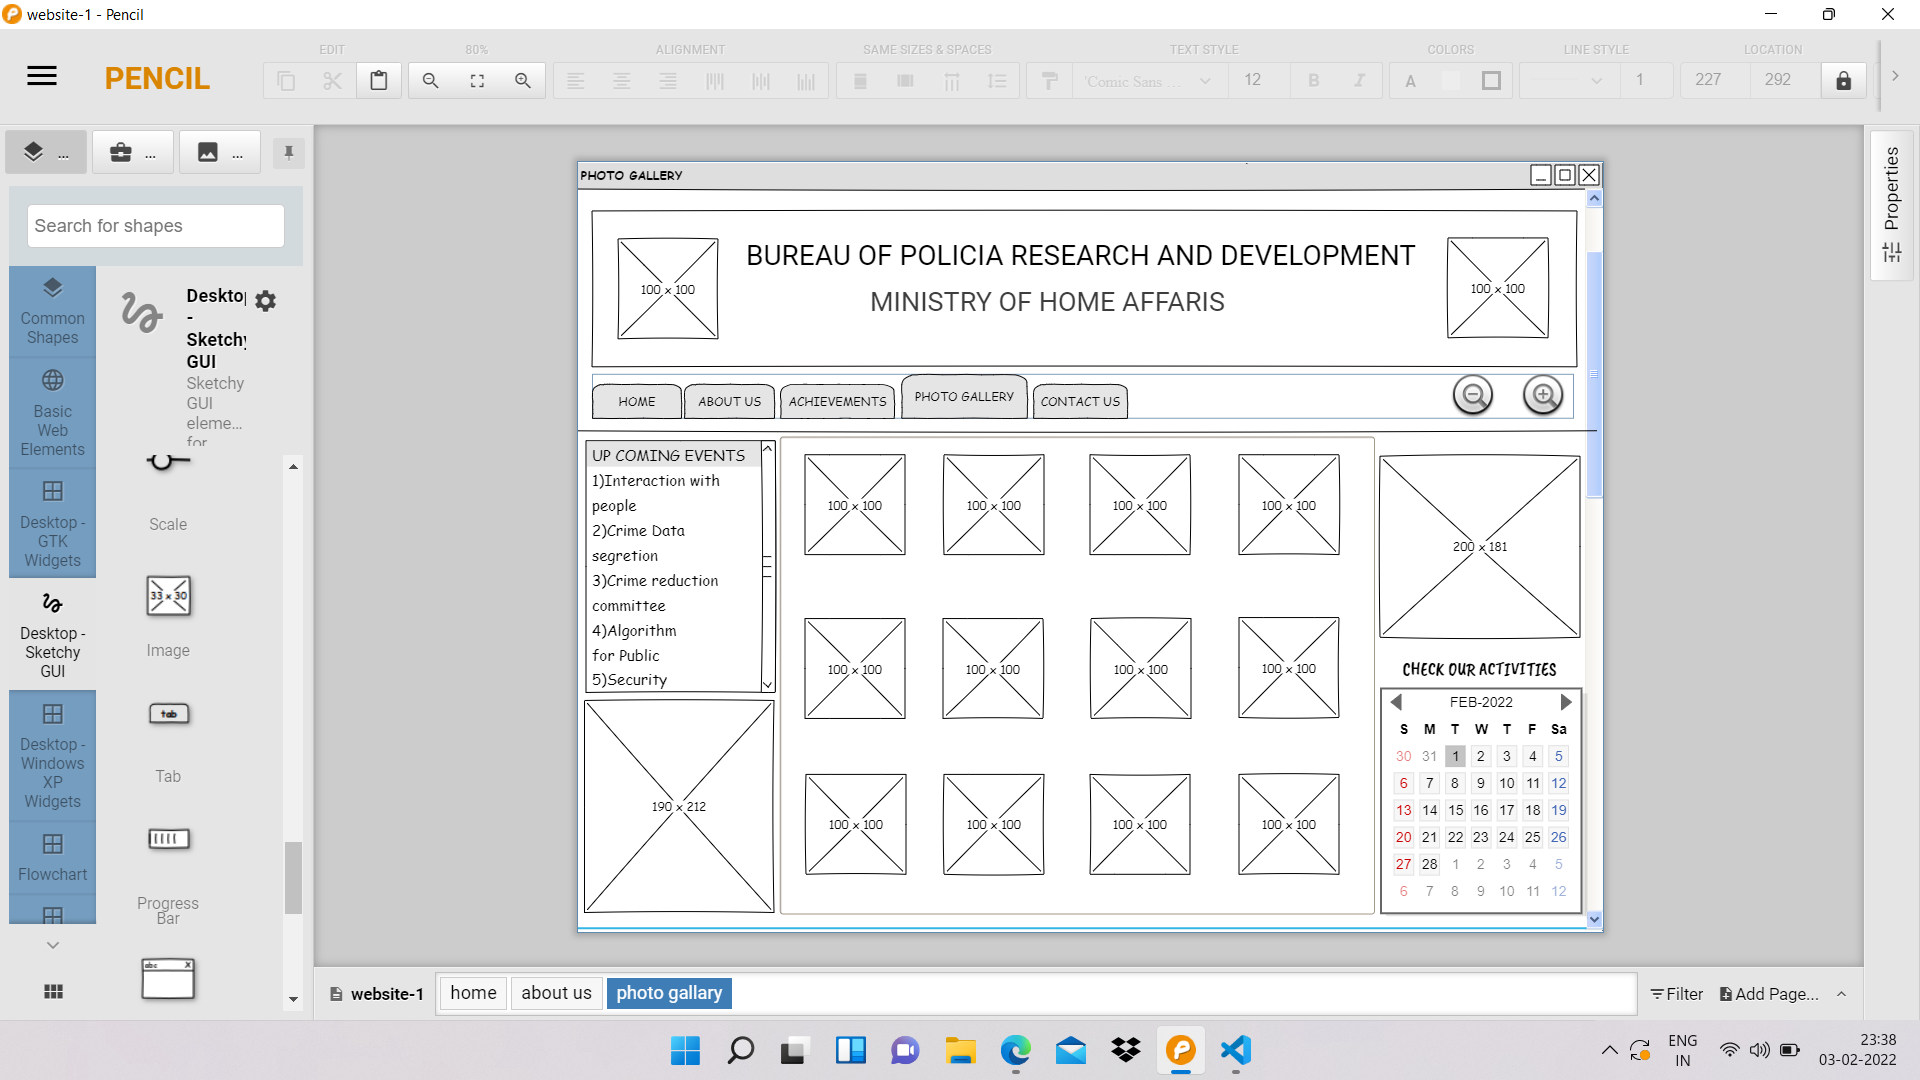 website-1 - Pencil
EDIT
80%
ALIGNMENT
SAME SIZES & SPACES
TEXT STYLE
COLORS
LINE STYLE
LOCATION
PENCIL
'Comic Sans ...
12
B
I
A
1
227
292
...
...
...
Search for shapes
Common
Shapes
Basic
Web
Elements
Desktop -
GTK
Widgets
Desktop -
Sketchy
GUI
Desktop -
Windows
XP
Widgets
Flowchart
Desktop
-
Sketchy
GUI
Sketchy
GUI
eleme...
for
Scale
33 x 30
Image
tab
Tab
Progress
Bar
abc
X
PHOTO GALLERY
100 x 100
BUREAU OF POLICIA RESEARCH AND DEVELOPMENT
MINISTRY OF HOME AFFARIS
100 x 100
HOME
ABOUT US
ACHIEVEMENTS
PHOTO GALLERY
CONTACT US
UP COMING EVENTS
1)Interaction with
people
2)Crime Data
segretion
3)Crime reduction
committee
4)Algorithm
for Public
5)Security
190 x 212
100 x 100
100 x 100
100 x 100
100 x 100
100 x 100
100 x 100
100 x 100
100 x 100
100 x 100
100 x 100
100 x 100
100 x 100
200 x 181
CHECK OUR ACTIVITIES
FEB-2022
S M T W T F Sa
30 31 1 2 3 4 5
6 7 8 9 10 11 12
13 14 15 16 17 18 19
20 21 22 23 24 25 26
27 28 1 2 3 4 5
6 7 8 9 10 11 12
Properties
website-1
home
about us
photo gallary
Filter
Add Page...
ENG
IN
23:38
03-02-2022